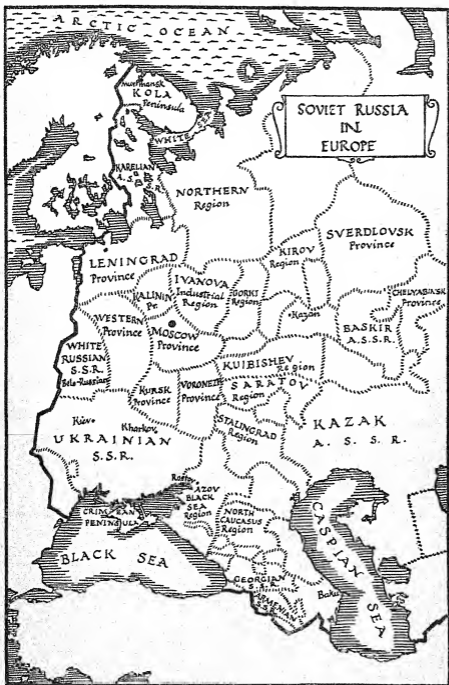 ARCTIC OCEAN
SOVIET RUSSIA
IN
EUROPE
Murmansk
KOLA
Peninsula
WHITE SEA
KARELIAN
A.S.S.R.
NORTHERN
Region
SVERDLOVSK
Province
LENINGRAD
Province
KIROV
Region
IVANOVA
Industrial
Region
GORKI
Region
KALININ
Pr.
CHELYABINSK
Province
WESTERN
Province
Kazan
MOSCOW
Province
BASKIR
A.S.S.R.
WHITE
RUSSIAN
S.S.R.
Belo-Russian
KUIBISHEV
Region
KURSK
Province
VORONEZH
Province
SARATOV
Region
Kiev
Kharkov
UKRAINIAN
S.S.R.
STALINGRAD
Region
KAZAK
A. S. S. R.
Rostov
AZOV
BLACK
SEA
Region
CRIMEAN
PENINSULA
NORTH
CAUCASUS
Region
BLACK SEA
CASPIAN
SEA
GEORGIAN
S.S.R.
ARMENIAN
S.S.R.
Baku